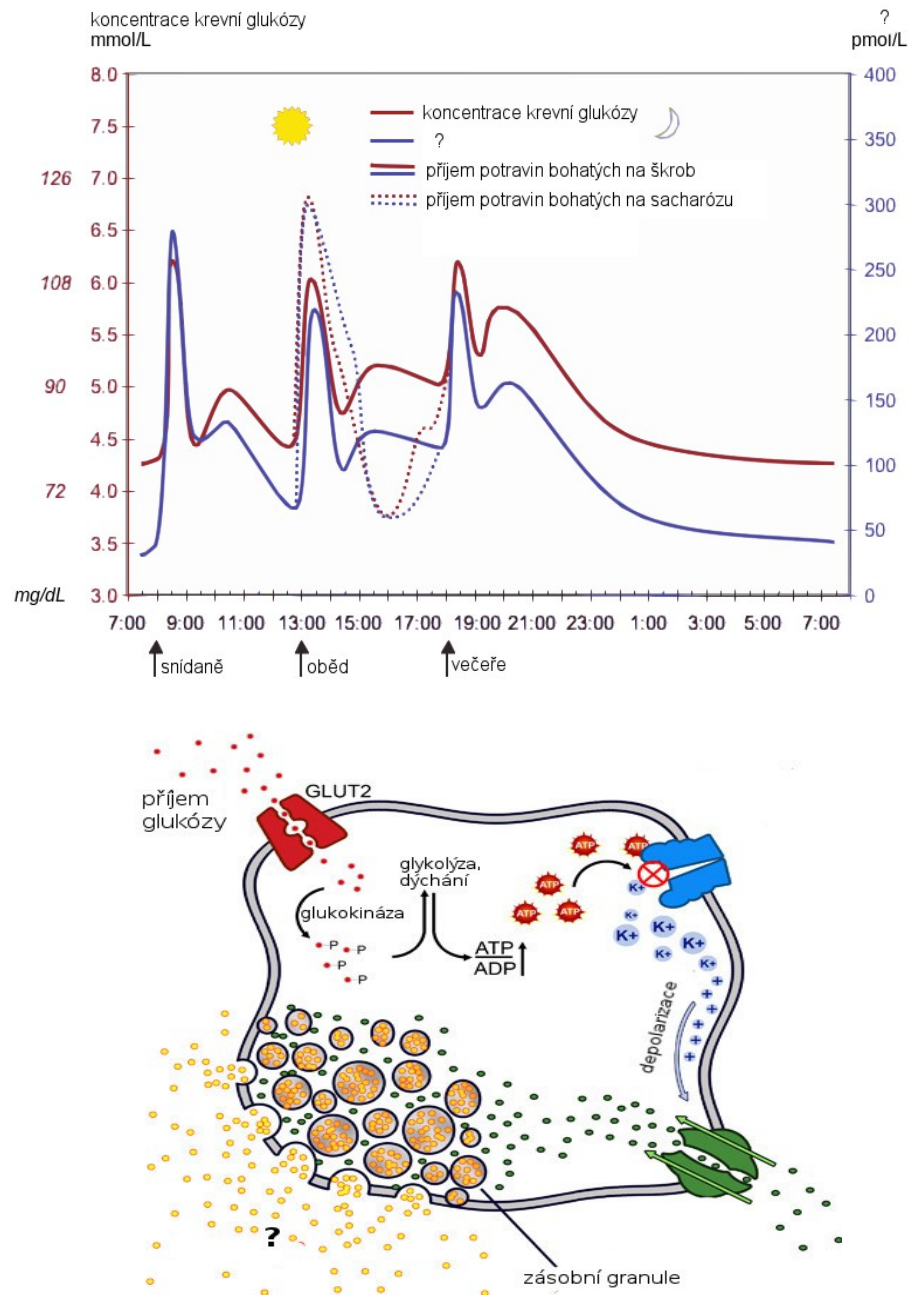 koncentrace krevní glukózy
mmol/L
?
pmol/L
8.0
7.5
7.0
6.5
6.0
5.5
5.0
4.5
4.0
3.5
3.0
126
108
90
72
mg/dL
400
350
300
250
200
150
100
50
0
koncentrace krevní glukózy
?
příjem potravin bohatých na škrob
příjem potravin bohatých na sacharózu
7:00 9:00 11:00 13:00 15:00 17:00 19:00 21:00 23:00 1:00 3:00 5:00 7:00
snídaně
oběd
večeře
příjem
glukózy
GLUT2
glukokináza
P
P
P
P
glykolýza,
dýchání
ATP
ADP
ATP
ATP
ATP
ATP
ATP
K+
K+
K+
K+
K+
K+
K+
+
+
+
+
+
+
depolarizace
?
zásobní granule